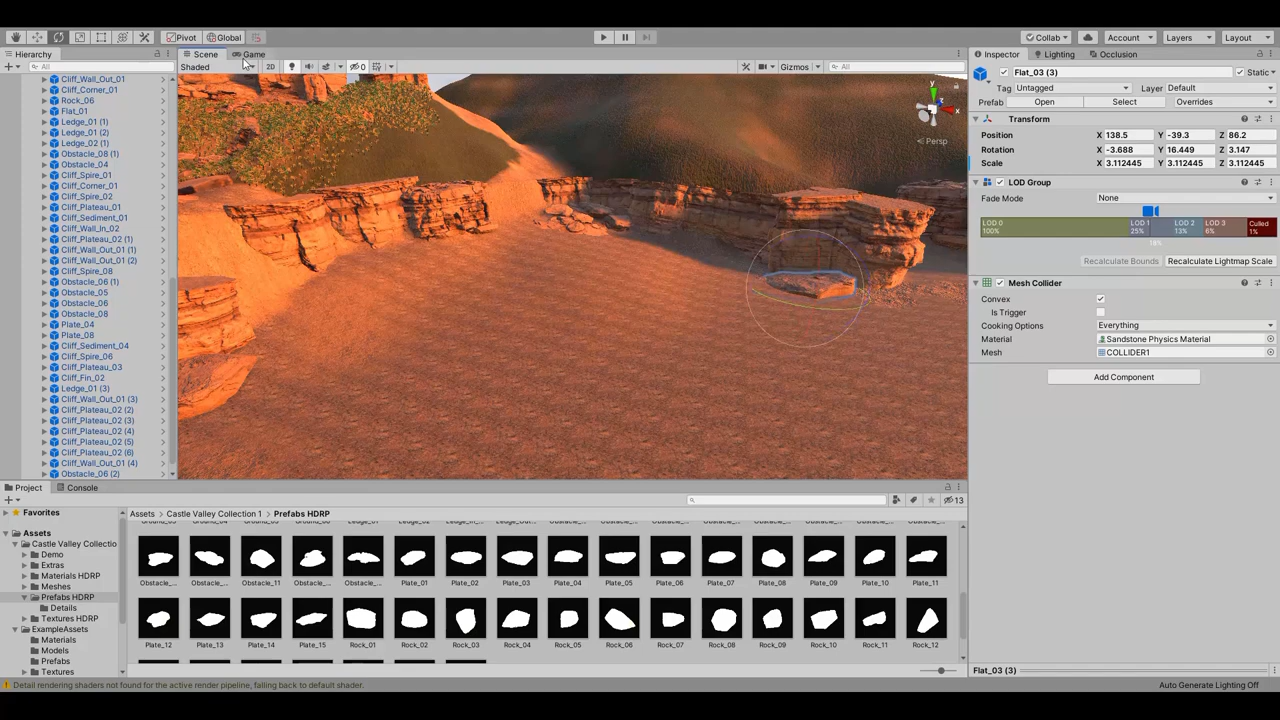 Pivot Global Collab Account Layers Layout
Hierarchy
All
Cliff_Wall_Out_01
Cliff_Corner_01
Rock_06
Flat_01
Ledge_01 (1)
Ledge_01 (2)
Ledge_02 (1)
Obstacle_08 (1)
Obstacle_04
Cliff_Spire_01
Cliff_Corner_01
Cliff_Spire_02
Cliff_Plateau_01
Cliff_Sediment_01
Cliff_Wall_In_02
Cliff_Plateau_02 (1)
Cliff_Wall_Out_01 (1)
Cliff_Wall_Out_01 (2)
Cliff_Spire_08
Obstacle_06 (1)
Obstacle_05
Obstacle_06
Obstacle_08
Plate_04
Plate_08
Cliff_Sediment_04
Cliff_Spire_06
Cliff_Plateau_03
Cliff_Fin_02
Ledge_01 (3)
Cliff_Wall_Out_01 (3)
Cliff_Plateau_02 (2)
Cliff_Plateau_02 (3)
Cliff_Plateau_02 (4)
Cliff_Plateau_02 (5)
Cliff_Plateau_02 (6)
Cliff_Wall_Out_01 (4)
Obstacle_06 (2)
Scene Game
Shaded 2D 0 Gizmos All
y
x
Persp
Inspector Lighting Occlusion
Flat_03 (3) Static
Tag Untagged Layer Default
Prefab Open Select Overrides
Transform
Position X 138.5 Y -39.3 Z 86.2
Rotation X -3.688 Y 16.449 Z 3.147
Scale X 3.112445 Y 3.112445 Z 3.112445
LOD Group
Fade Mode None
LOD 0 LOD 1 LOD 2 LOD 3 Culled
100% 25% 13% 6% 1%
18%
Recalculate Bounds Recalculate Lightmap Scale
Mesh Collider
Convex
Is Trigger
Cooking Options Everything
Material Sandstone Physics Material
Mesh COLLIDER1
Add Component
Flat_03 (3)
Auto Generate Lighting Off
Project Console
13
Favorites
Assets
Castle Valley Collectio
Demo
Extras
Materials HDRP
Meshes
Prefabs HDRP
Details
Textures HDRP
ExampleAssets
Materials
Models
Prefabs
Textures
Assets Castle Valley Collection 1 Prefabs HDRP
Obstacle_... Obstacle_... Obstacle_11 Obstacle_... Obstacle_... Plate_01 Plate_02 Plate_03 Plate_04 Plate_05 Plate_06 Plate_07 Plate_08 Plate_09 Plate_10 Plate_11
Plate_12 Plate_13 Plate_14 Plate_15 Rock_01 Rock_02 Rock_03 Rock_04 Rock_05 Rock_06 Rock_07 Rock_08 Rock_09 Rock_10 Rock_11 Rock_12
Detail rendering shaders not found for the active render pipeline, falling back to default shader.